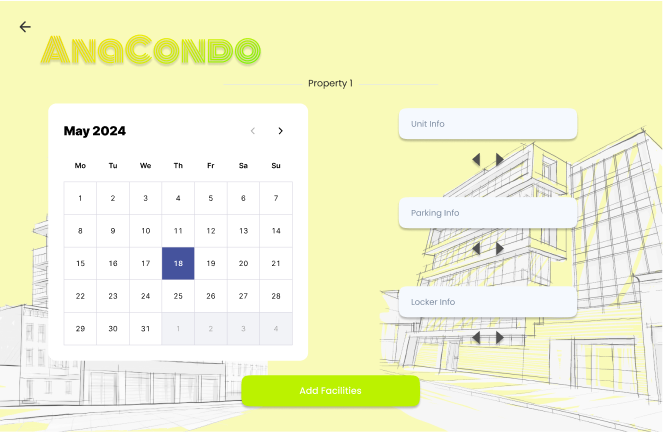 AnaCondo
Property 1
May 2024
Mo Tu We Th Fr Sa Su
1 2 3 4 5 6 7
8 9 10 11 12 13 14
15 16 17 18 19 20 21
22 23 24 25 26 27 28
29 30 31 1 2 3 4
Unit Info
Parking Info
Locker Info
Add Facilities